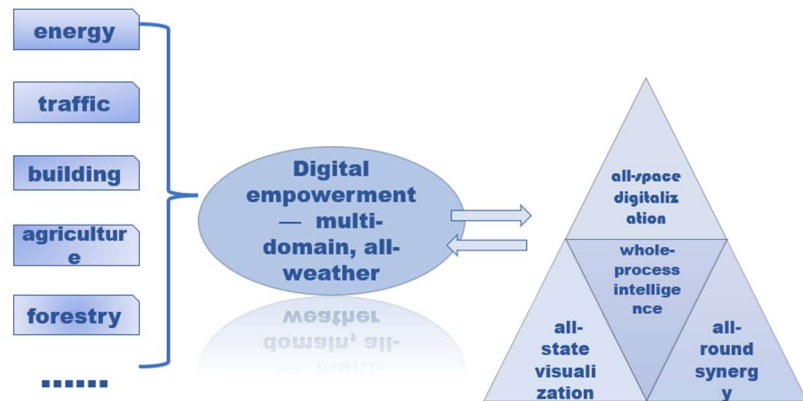 energy
traffic
building
agricultur
e
forestry
......
Digital
empowerment
— multi-
domain, all-
weather
all-space
digitaliz
ation
whole-
process
intellige
nce
all-
state
visuali
zation
all-
round
synerg
y